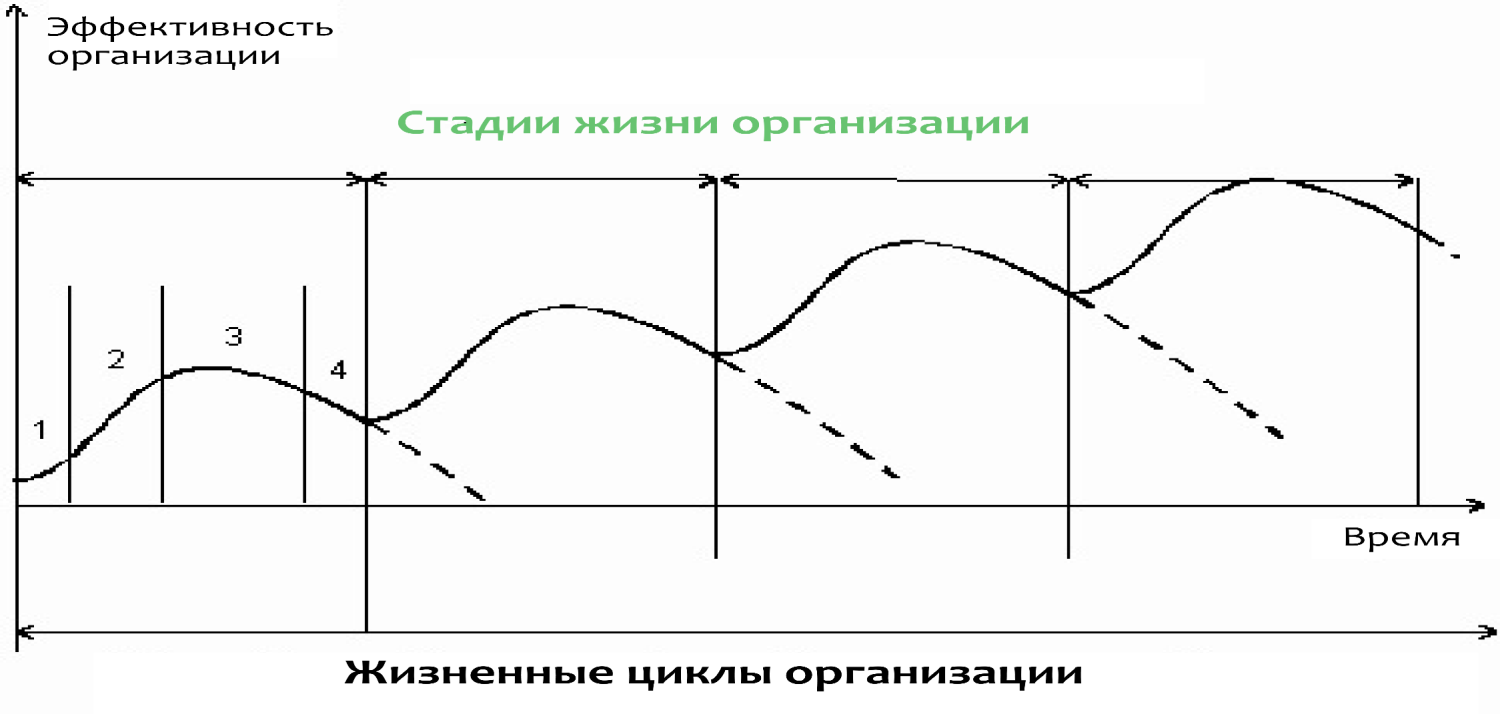 Эффективность
организации
Стадии жизни организации
1
2
3
4
Время
Жизненные циклы организации